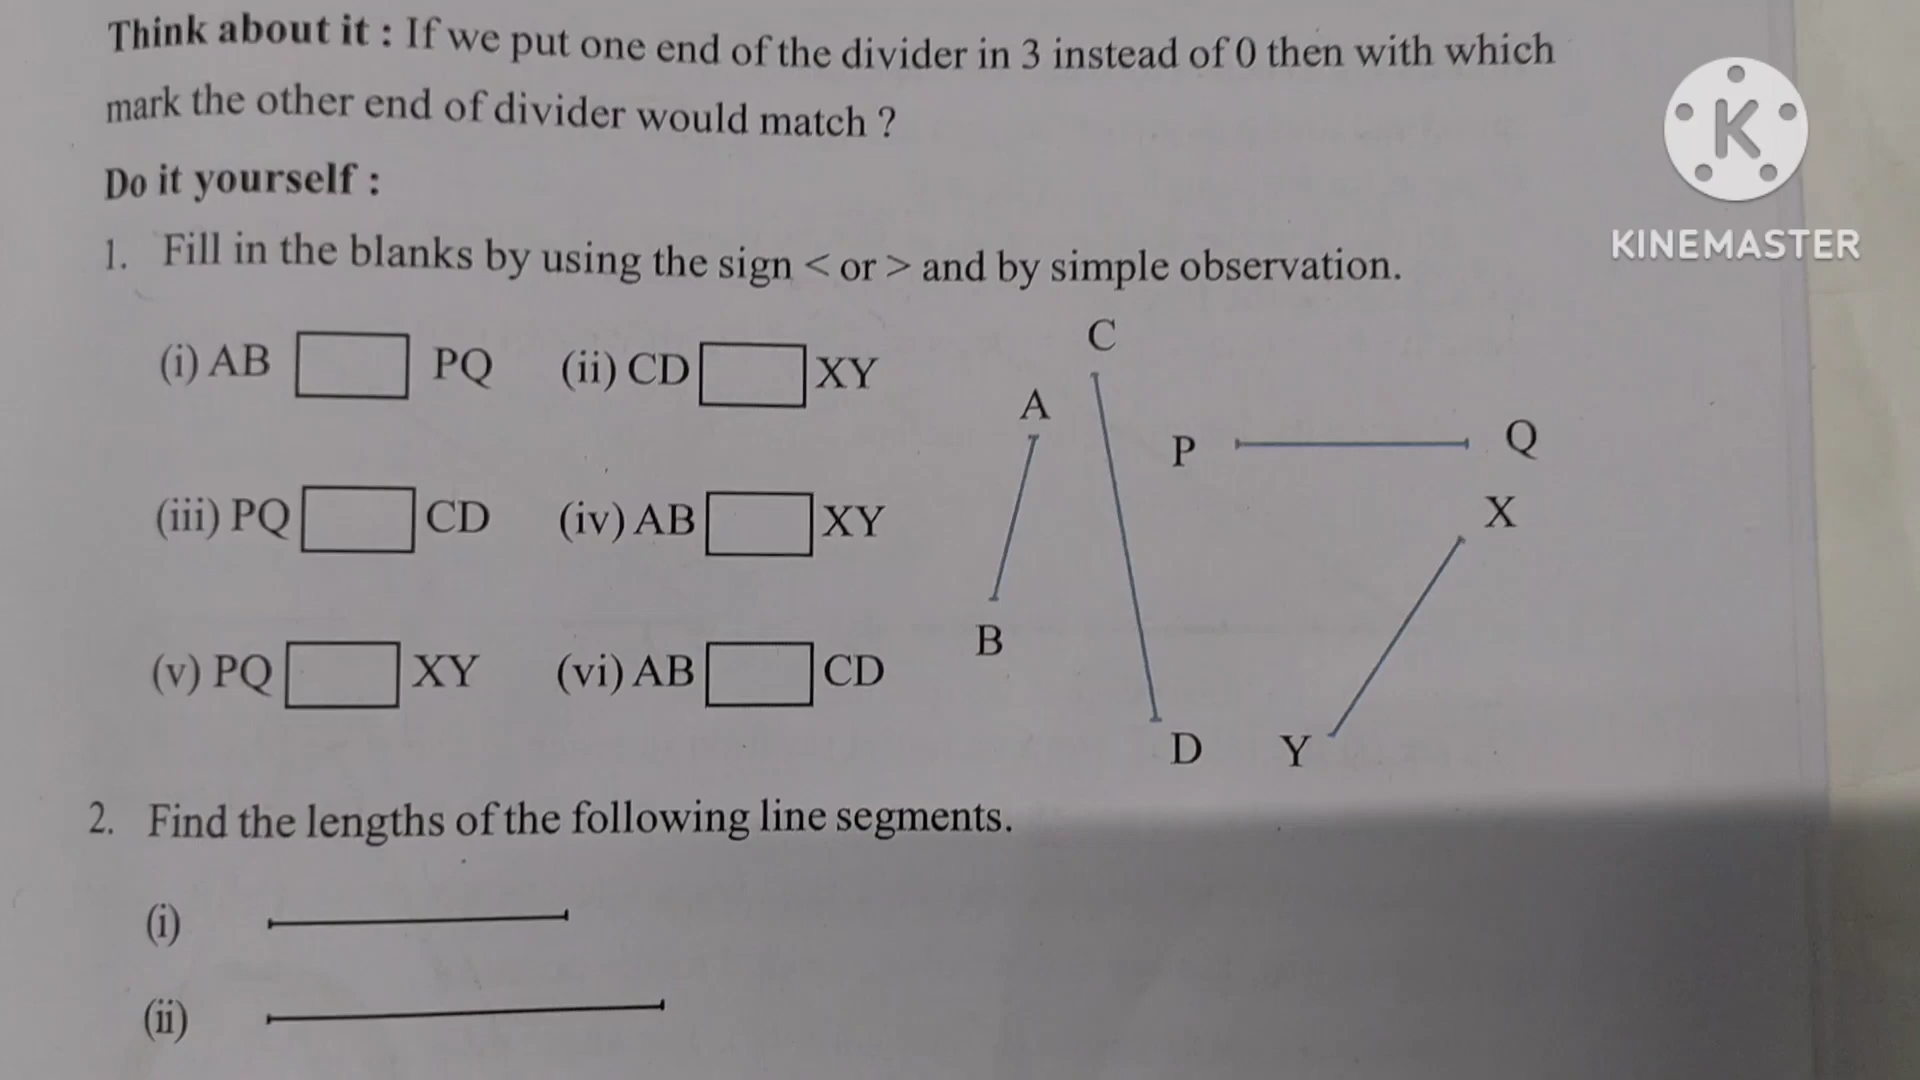 Think about it : If we put one end of the divider in 3 instead of 0 then with which
mark the other end of divider would match ?
Do it yourself :
1. Fill in the blanks by using the sign < or > and by simple observation.
(i) AB PQ (ii) CD XY
(iii) PQ CD (iv) AB XY
(v) PQ XY (vi) AB CD
C
A
P Q
X
B
D Y
2. Find the lengths of the following line segments.
(i)
(ii)
K
KINEMASTER